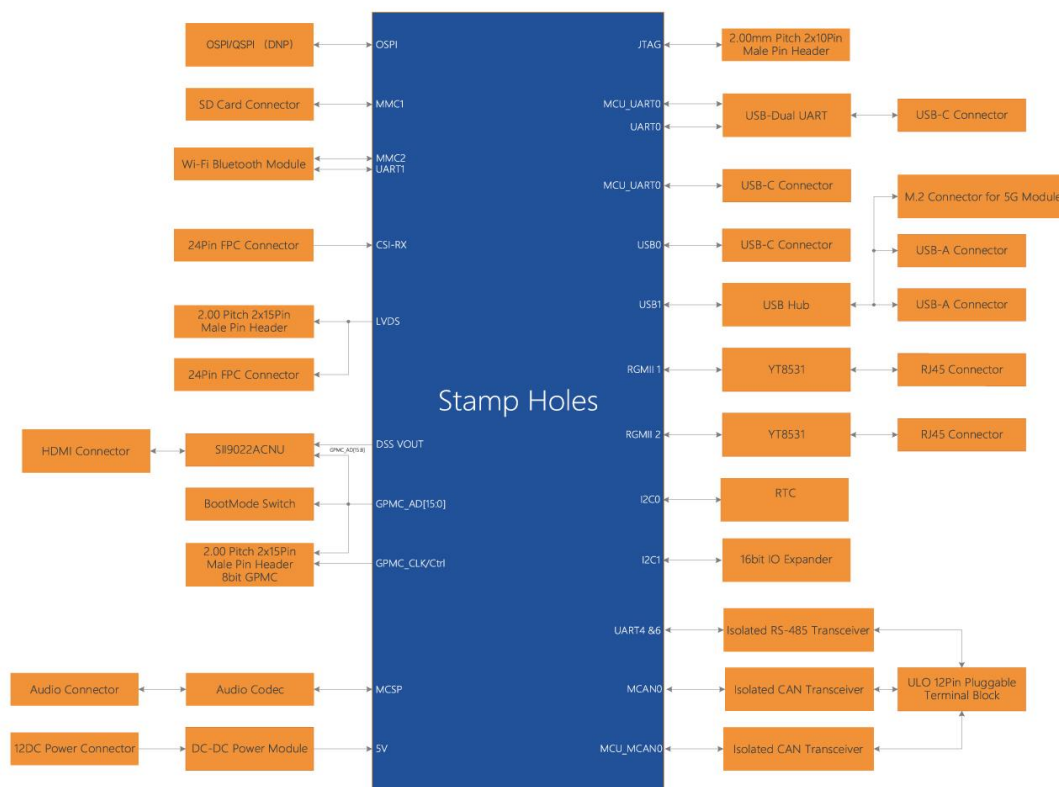 OSPI/QSPI （DNP）
OSPI
JTAG
2.00mm Pitch 2x10Pin
Male Pin Header
SD Card Connector
MMC1
MCU_UART0
UART0
USB-Dual UART
USB-C Connector
Wi-Fi Bluetooth Module
MMC2
UART1
MCU_UART0
USB-C Connector
M.2 Connector for 5G Module
24Pin FPC Connector
CSI-RX
USB0
USB-C Connector
USB-A Connector
2.00 Pitch 2x15Pin
Male Pin Header
LVDS
USB1
USB Hub
USB-A Connector
24Pin FPC Connector
RGMII 1
YT8531
RJ45 Connector
Stamp Holes
HDMI Connector
SII9022ACNU
GPMC_AD[15:8]
DSS VOUT
RGMII 2
YT8531
RJ45 Connector
BootMode Switch
GPMC_AD[15:0]
I2C0
RTC
2.00 Pitch 2x15Pin
Male Pin Header
8bit GPMC
GPMC_CLK/Ctrl
I2C1
16bit IO Expander
UART4 &6
Isolated RS-485 Transceiver
Audio Connector
Audio Codec
MCSP
MCAN0
Isolated CAN Transceiver
ULO 12Pin Pluggable
Terminal Block
12DC Power Connector
DC-DC Power Module
5V
MCU_MCAN0
Isolated CAN Transceiver